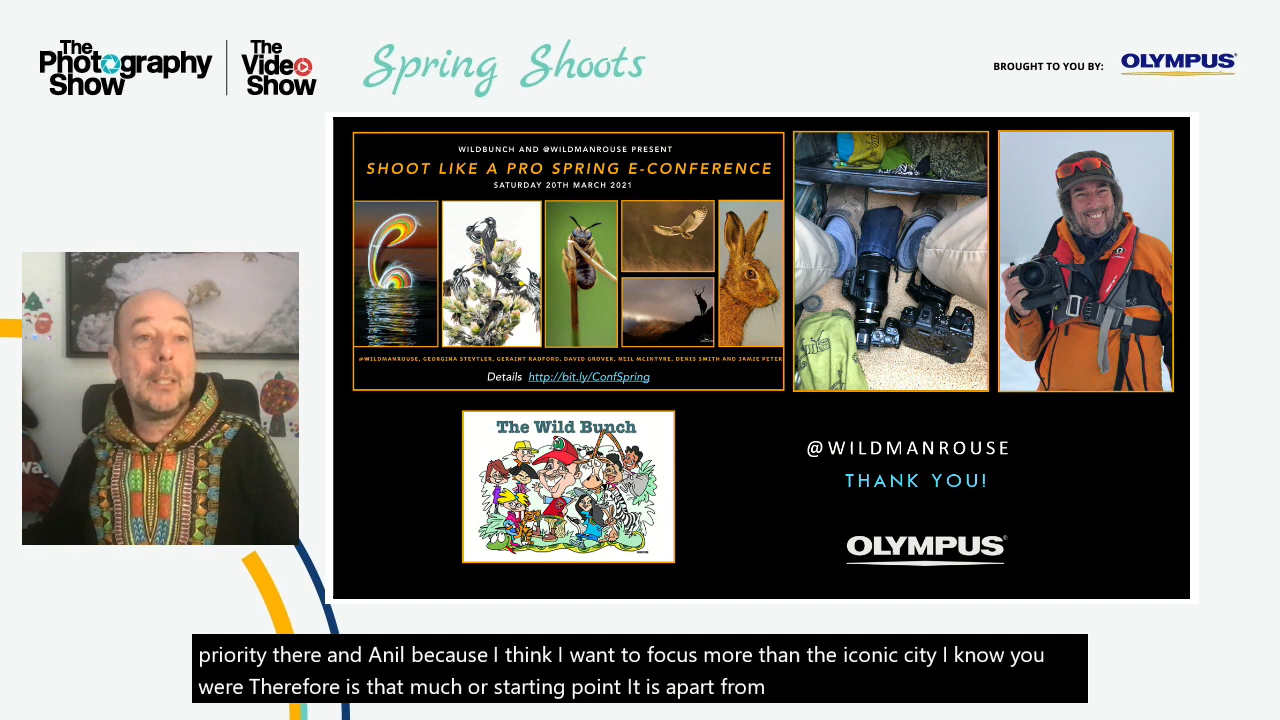 The
Photography
Show
The
Video
Show
Spring Shoots
BROUGHT TO YOU BY:
OLYMPUS
WILDBUNCH AND @WILDMANROUSE PRESENT
SHOOT LIKE A PRO SPRING E-CONFERENCE
SATURDAY 20TH MARCH 2021
@WILDMANROUSE, GEORGINA STEYTLER, GERAINT RADFORD, DAVID GROVER, NEIL MCINTYRE, DENIS SMITH AND JAMIE PETER
Details http://bit.ly/ConfSpring
The Wild Bunch
@WILDMANROUSE
THANK YOU!
OLYMPUS
priority there and Anil because I think I want to focus more than the iconic city I know you
were Therefore is that much or starting point It is apart from